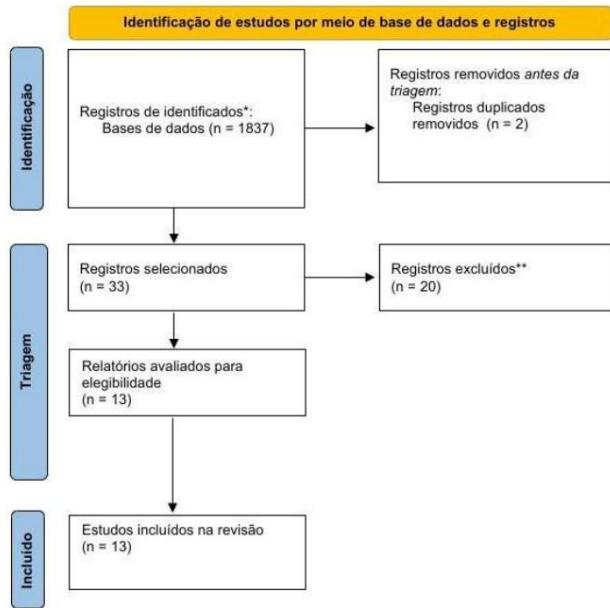 Identificação de estudos por meio de base de dados e registros
Identificação
Registros de identificados*:
Bases de dados (n = 1837)
Registros removidos antes da
triagem:
Registros duplicados
removidos (n = 2)
Triagem
Registros selecionados
(n = 33)
Registros excluídos**
(n = 20)
Relatórios avaliados para
elegibilidade
(n = 13)
Incluído
Estudos incluídos na revisão
(n = 13)